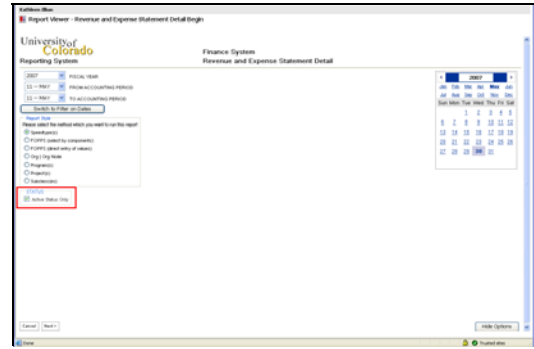 Kathleen Blue
Report Viewer - Revenue and Expense Statement Detail Begin
University of
Colorado
Reporting System
Finance System
Revenue and Expense Statement Detail
2007 FISCAL YEAR
11 - MAY FROM ACCOUNTING PERIOD
11 - MAY TO ACCOUNTING PERIOD
Switch to Filter on Dates
Report Style
Please select the method which you want to run this report
Speedtype(s)
FOPPS (select by components)
FOPPS (direct entry of values)
Org | Org Node
Program(s)
Project(s)
Subclass(es)
STATUS
Active Status Only
< 2007 >
Jan Feb Mar Apr May Jun
Jul Aug Sep Oct Nov Dec
Sun Mon Tue Wed Thu Fri Sat
1 2 3 4 5
6 7 8 9 10 11 12
13 14 15 16 17 18 19
20 21 22 23 24 25 26
27 28 29 30 31
Cancel Next >
Hide Options
Done
Trusted sites